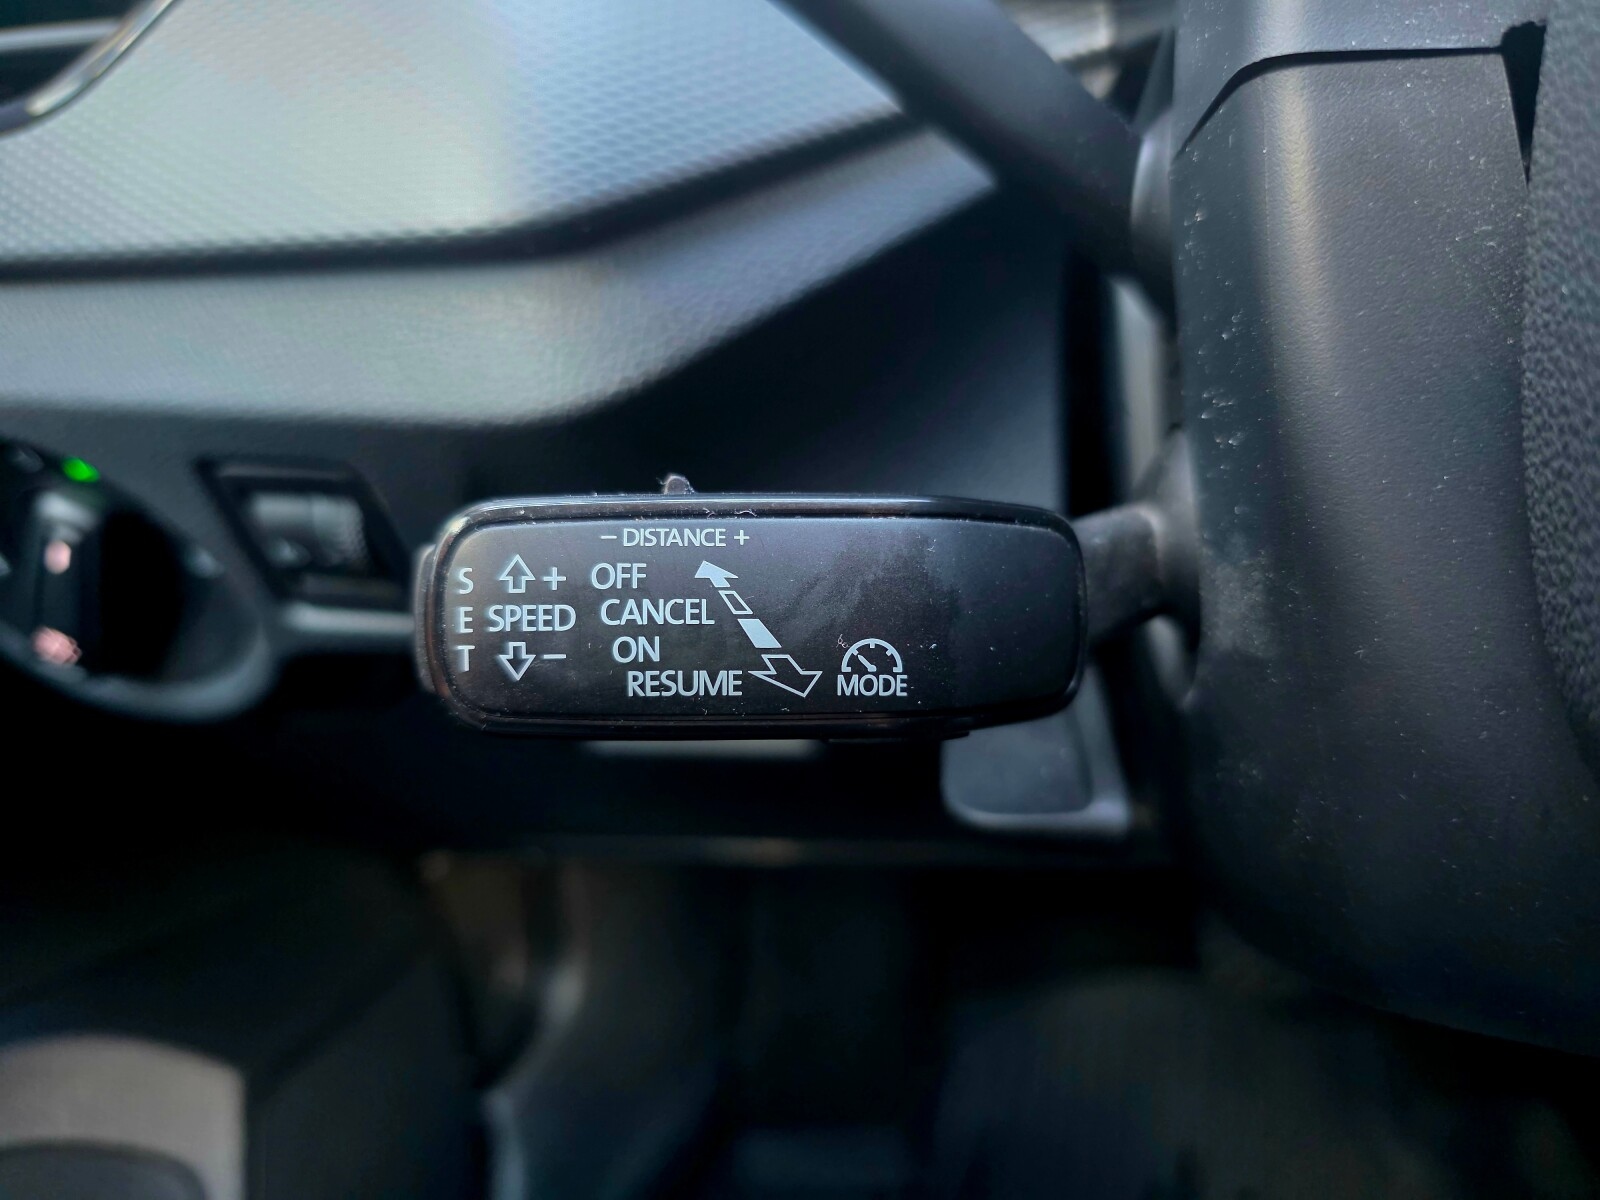 − DISTANCE +
S + OFF
E SPEED CANCEL
T − ON
RESUME MODE